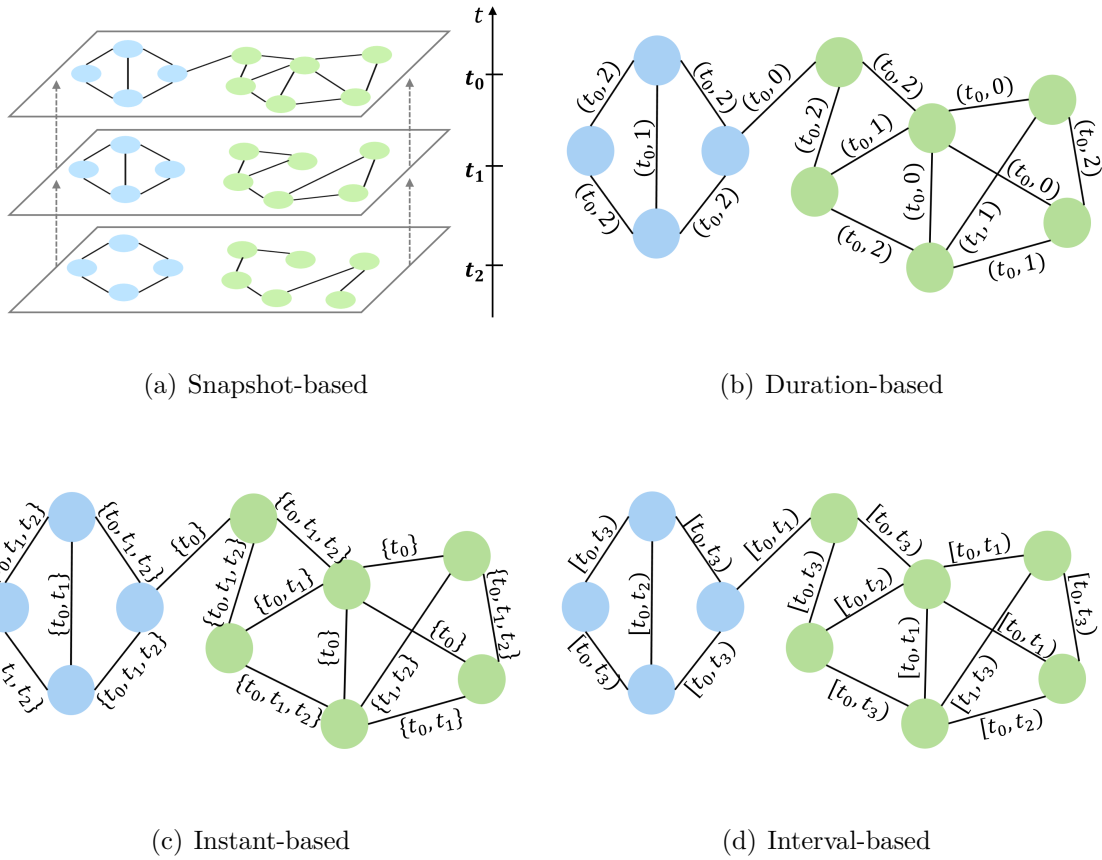 t
t₀
t₁
t₂
(a) Snapshot-based
(t₀, 2)
(t₀, 2)
(t₀, 1)
(t₀, 2)
(t₀, 2)
(t₀, 0)
(t₀, 2)
(t₀, 2)
(t₀, 1)
(t₀, 0)
(t₀, 0)
(t₀, 0)
(t₀, 2)
(t₁, 1)
(t₀, 2)
(t₀, 1)
(b) Duration-based
t₁, t₂}
{t₀, t₁, t₂}
{t₀, t₁}
t₁, t₂}
{t₀, t₁, t₂}
{t₀}
{t₀, t₁, t₂}
{t₀, t₁, t₂}
{t₀, t₁}
{t₀}
{t₀}
{t₀}
{t₀, t₁, t₂}
{t₁, t₂}
{t₀, t₁, t₂}
{t₀, t₁}
(c) Instant-based
[t₀, t₃)
[t₀, t₃)
[t₀, t₂)
[t₀, t₃)
[t₀, t₃)
[t₀, t₁)
[t₀, t₃)
[t₀, t₃)
[t₀, t₂)
[t₀, t₁)
[t₀, t₁)
[t₀, t₁)
[t₀, t₃)
[t₁, t₃)
[t₀, t₃)
[t₀, t₂)
(d) Interval-based